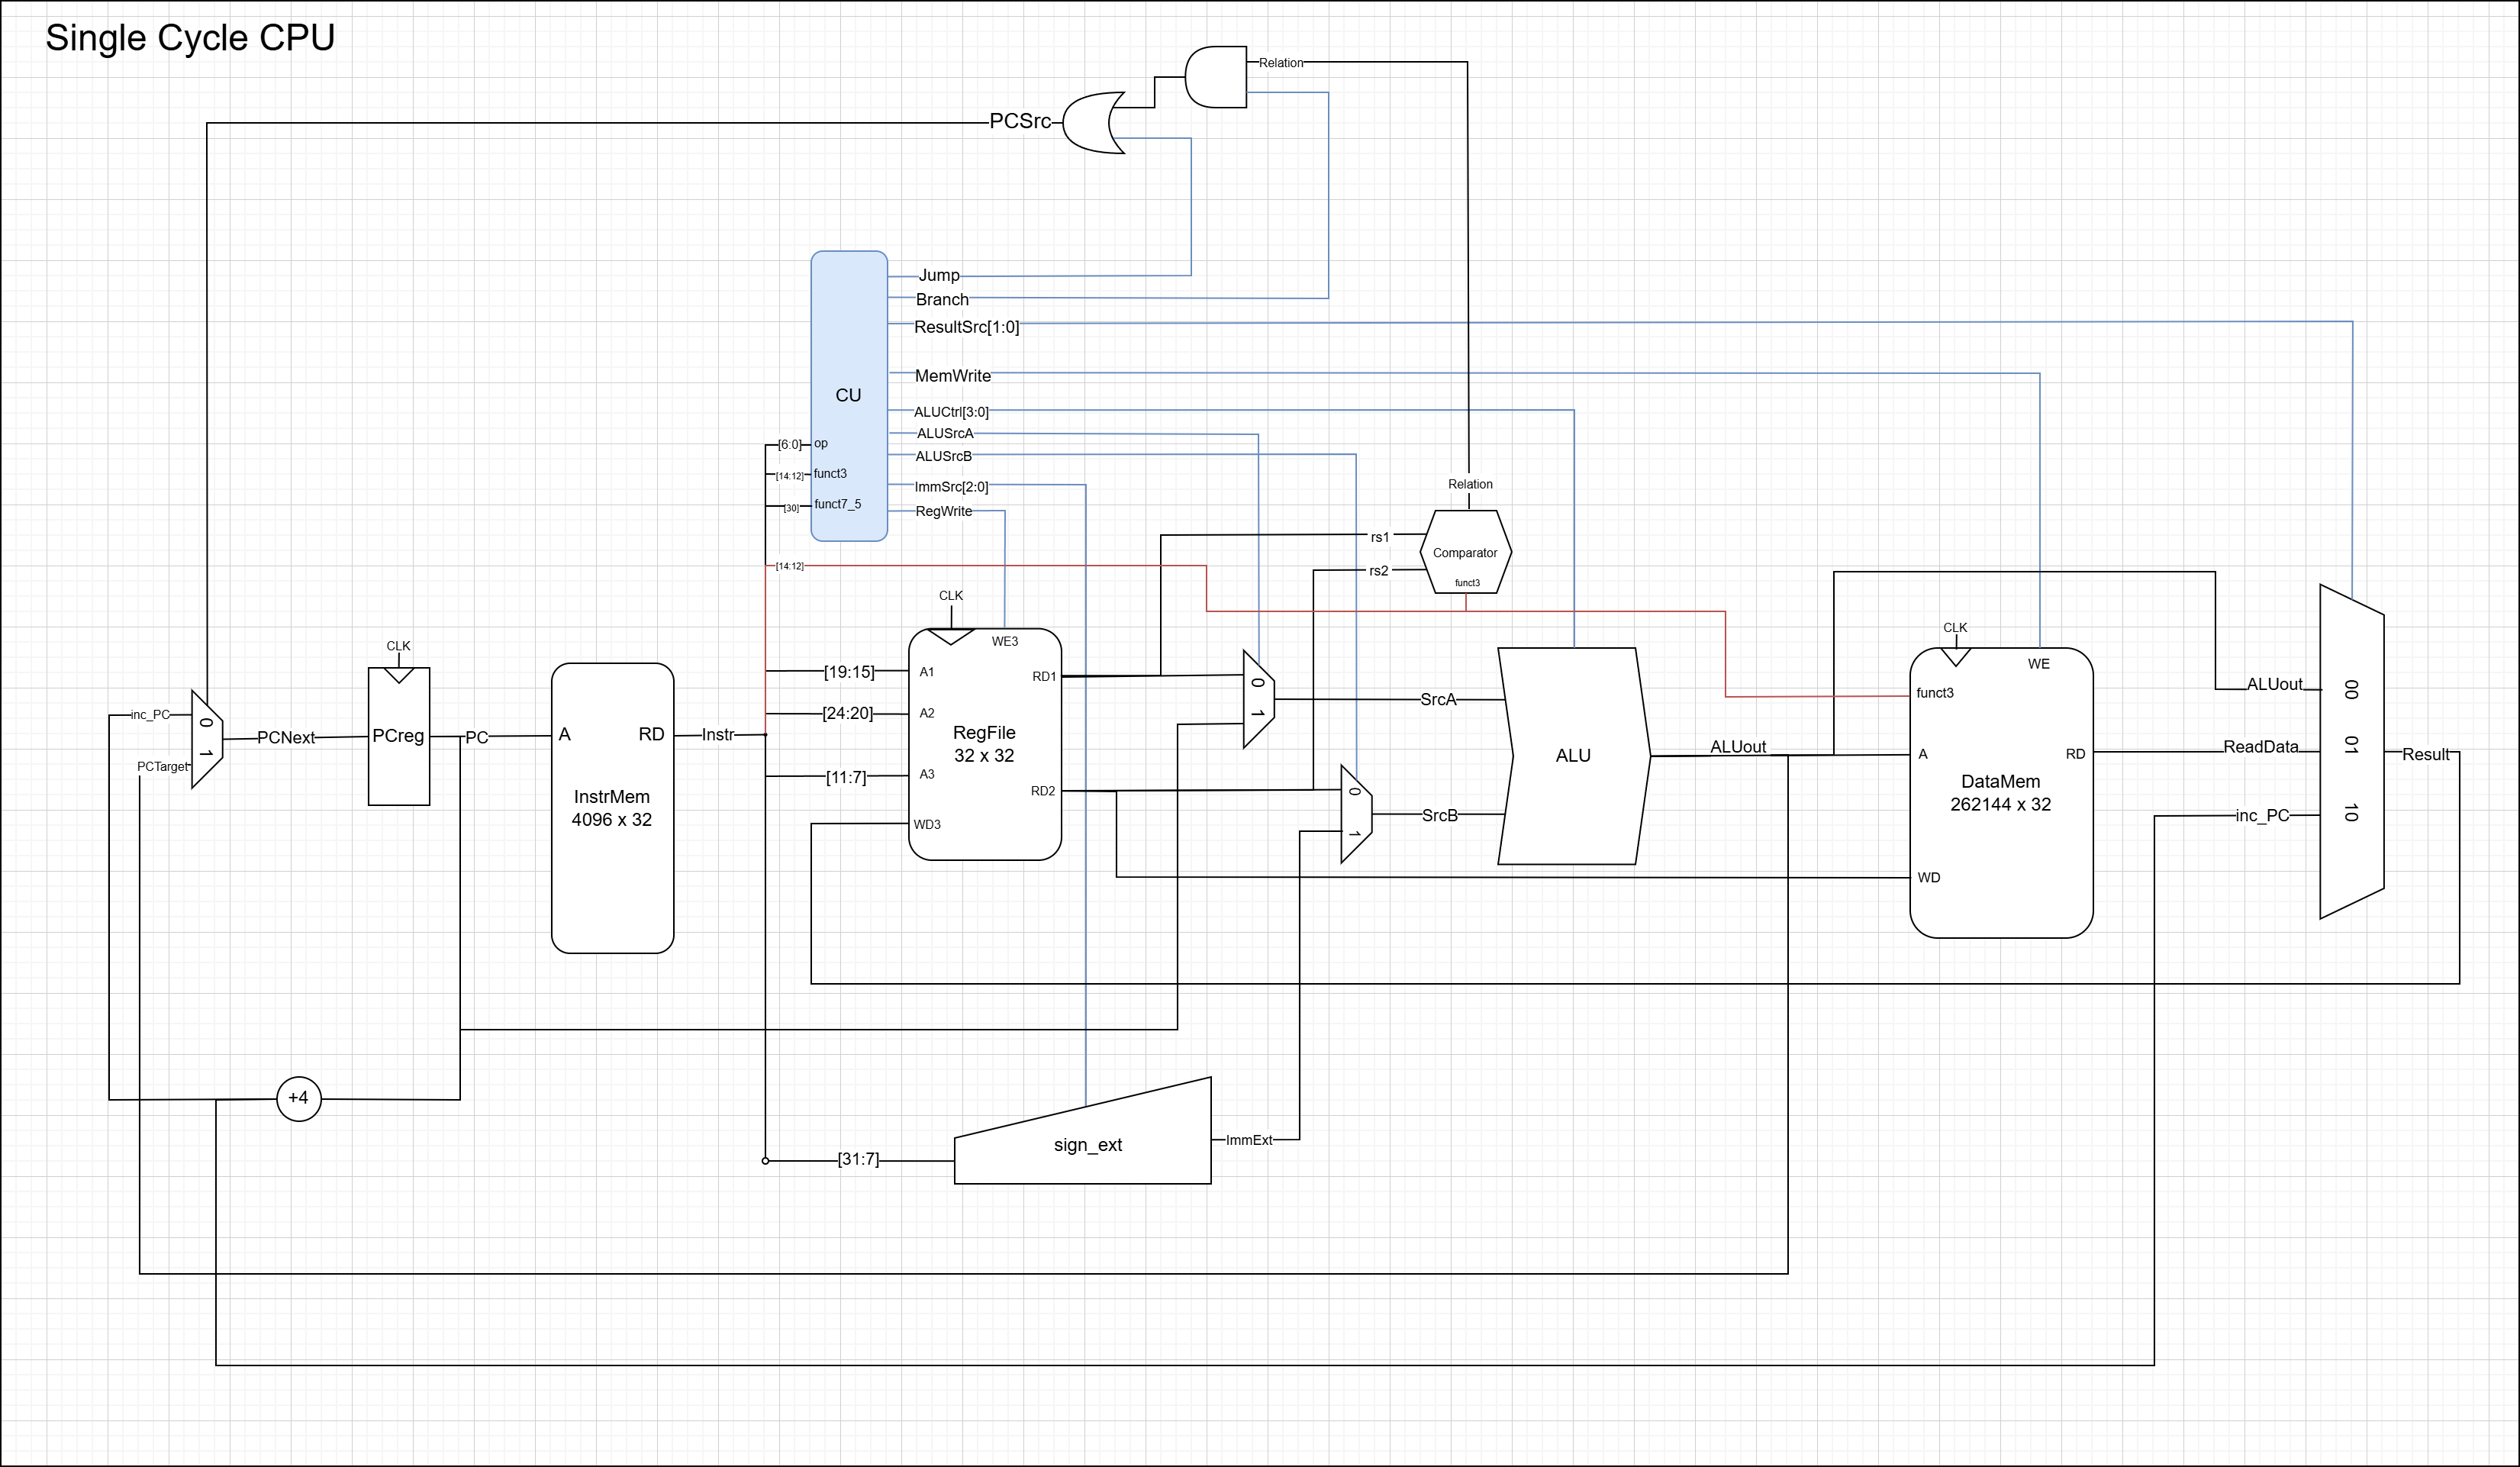 Single Cycle CPU
Relation
PCSrc
Jump
Branch
ResultSrc[1:0]
MemWrite
CU
ALUCtrl[3:0]
ALUSrcA
ALUSrcB
ImmSrc[2:0]
RegWrite
[6:0]
op
[14:12]
funct3
[30]
funct7_5
[14:12]
Relation
rs1
rs2
Comparator
funct3
CLK
WE3
[19:15]
A1
RD1
[24:20]
A2
RegFile
32 x 32
[11:7]
A3
RD2
WD3
CLK
inc_PC
0
1
PCTarget
PCNext
PCreg
PC
A
RD
InstrMem
4096 x 32
Instr
0
1
SrcA
0
1
SrcB
ALU
ALUout
CLK
WE
funct3
A
RD
DataMem
262144 x 32
WD
ALUout
00
ReadData
01
inc_PC
10
Result
+4
[31:7]
sign_ext
ImmExt